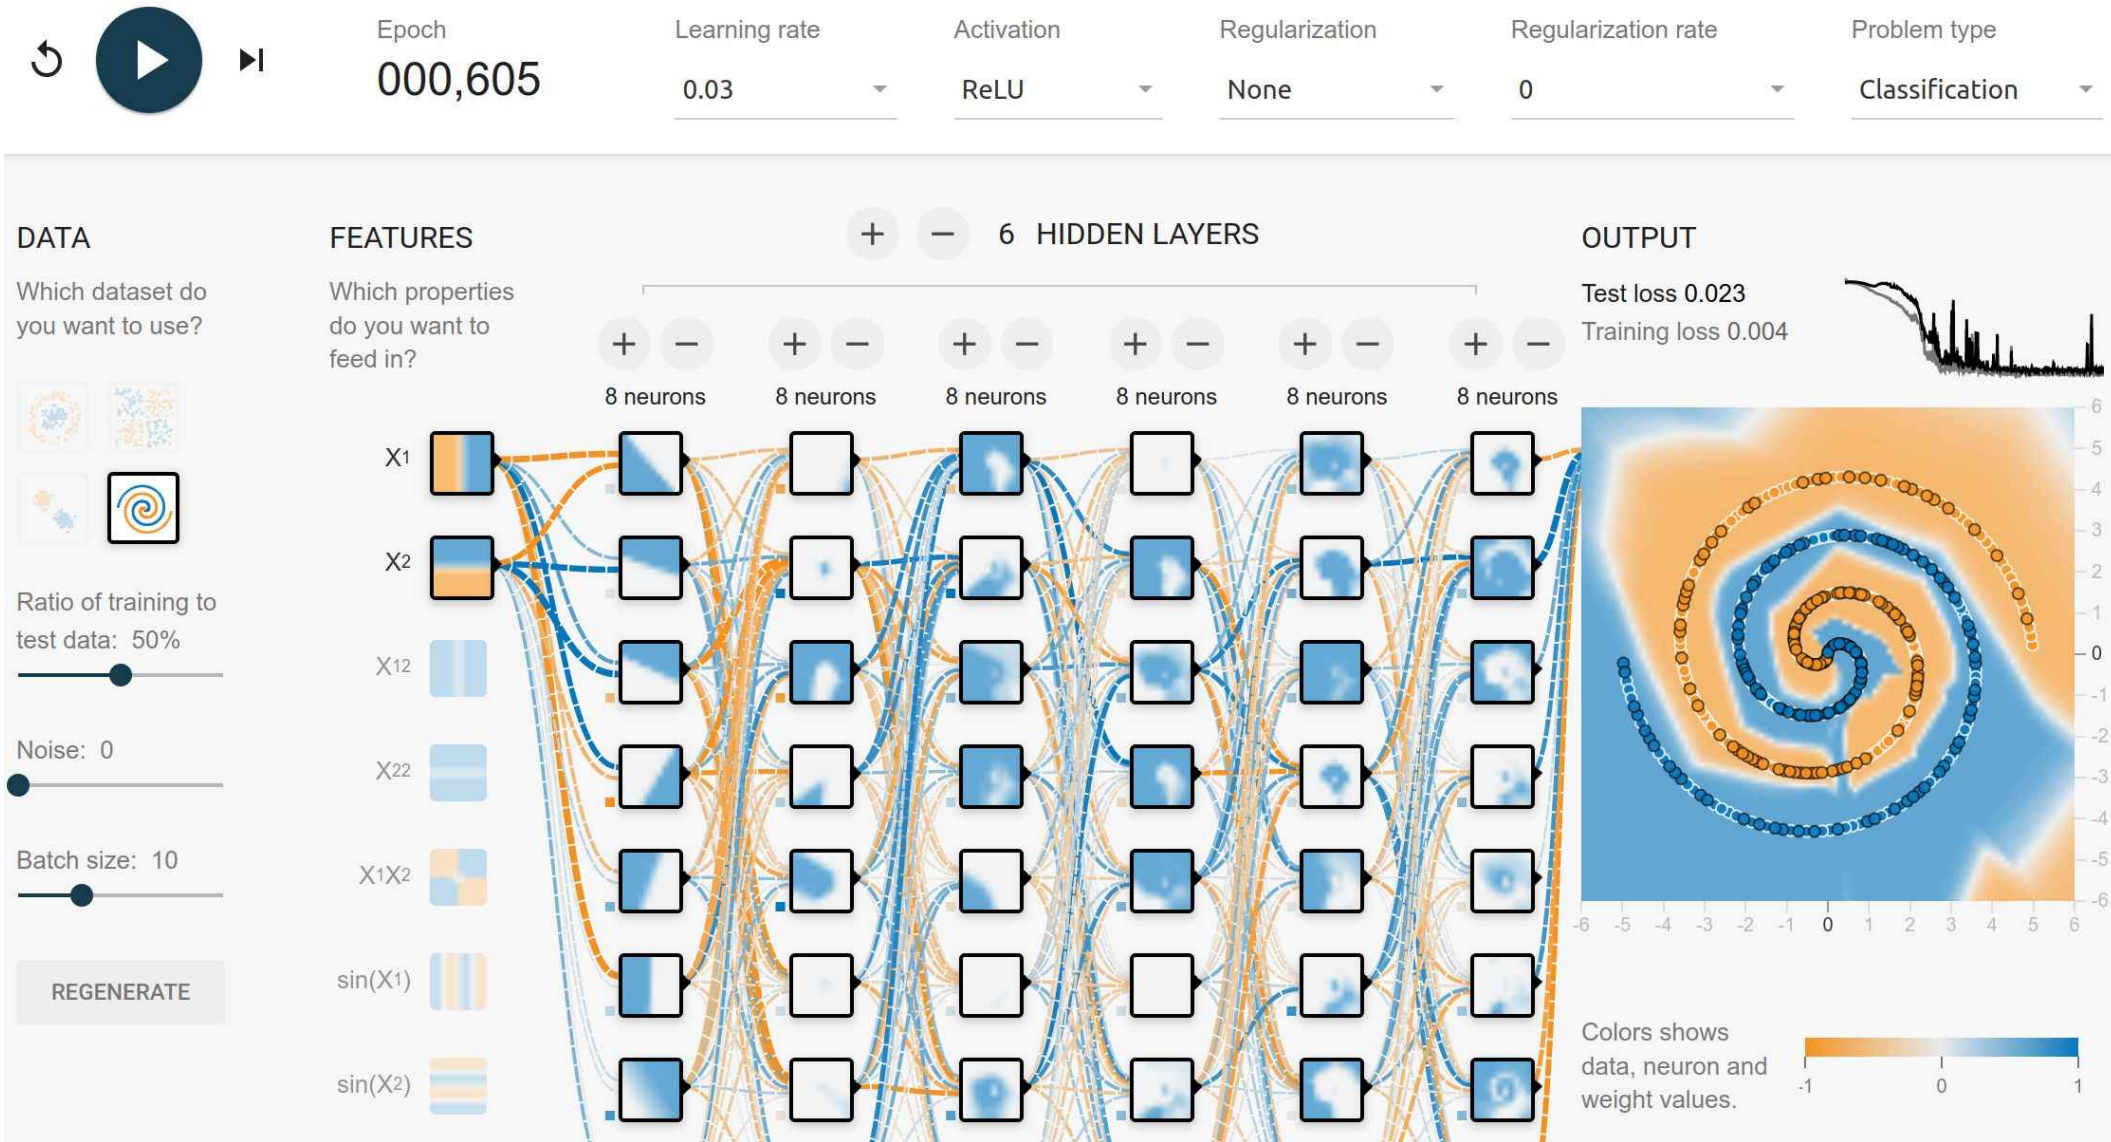 Epoch
000,605
Learning rate
0.03
Activation
ReLU
Regularization
None
Regularization rate
0
Problem type
Classification
DATA
Which dataset do
you want to use?
Ratio of training to
test data: 50%
Noise: 0
Batch size: 10
REGENERATE
FEATURES
Which properties
do you want to
feed in?
X1
X2
X12
X22
X1X2
sin(X1)
sin(X2)
+ − 6 HIDDEN LAYERS
+ − + − + − + − + − + −
8 neurons 8 neurons 8 neurons 8 neurons 8 neurons 8 neurons
OUTPUT
Test loss 0.023
Training loss 0.004
6
5
4
3
2
1
0
-1
-2
-3
-4
-5
-6
-6 -5 -4 -3 -2 -1 0 1 2 3 4 5 6
Colors shows
data, neuron and
weight values.
-1 0 1